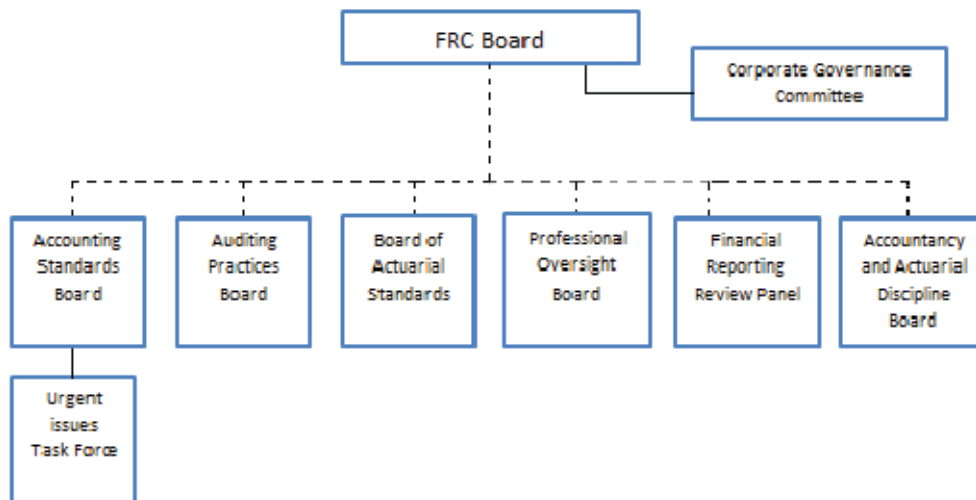 FRC Board
Corporate Governance
Committee
Accounting
Standards
Board
Auditing
Practices
Board
Board of
Actuarial
Standards
Professional
Oversight
Board
Financial
Reporting
Review Panel
Accountancy
and Actuarial
Discipline
Board
Urgent
issues
Task Force